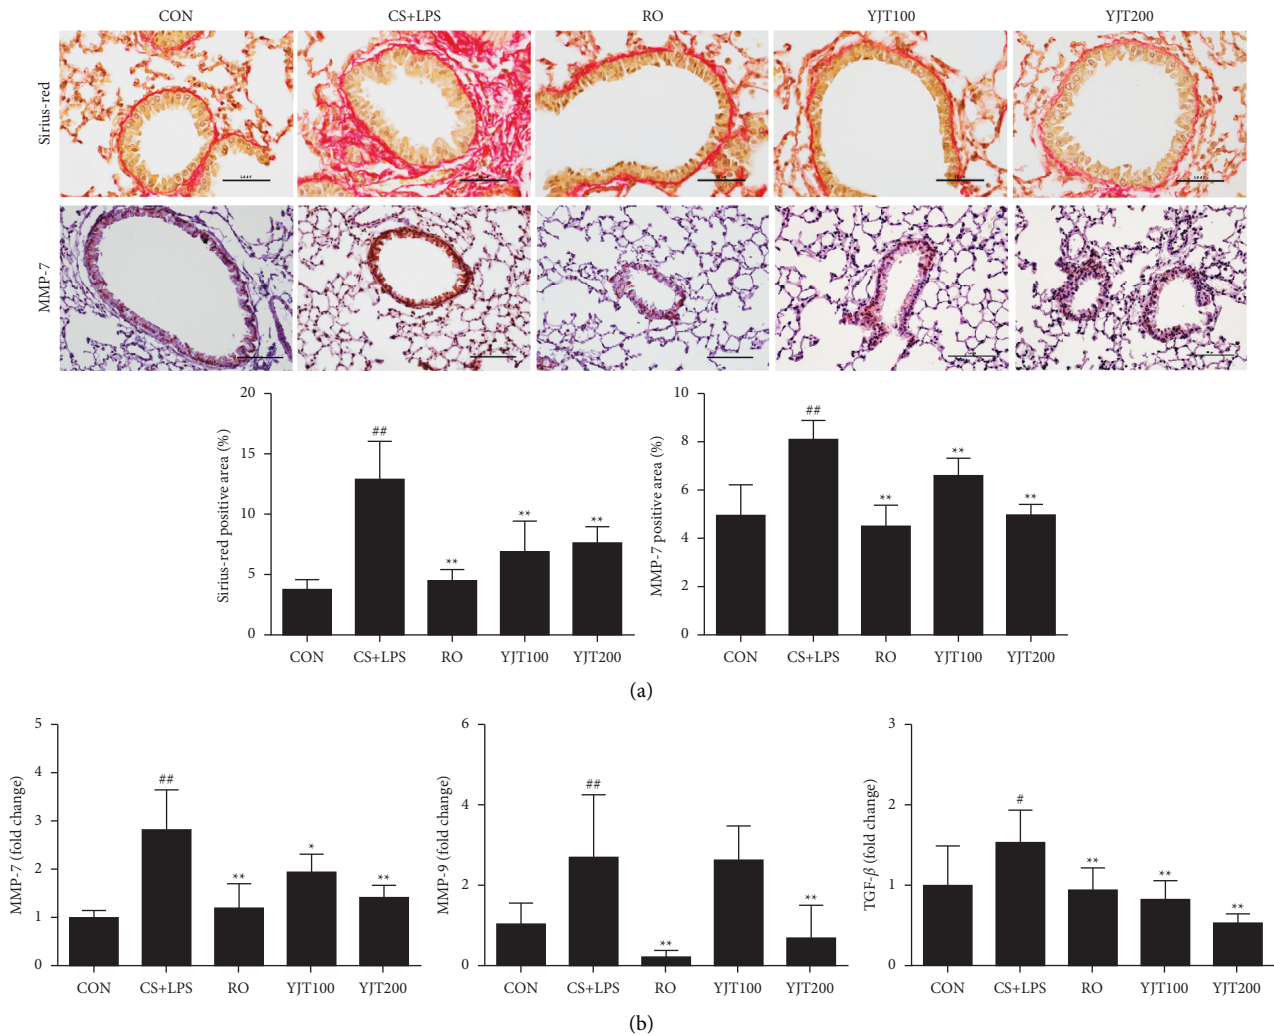 CON CS+LPS RO YJT100 YJT200
Sirius-red
MMP-7
Sirius-red positive area (%)
20
15
10
5
0
##
**
**
**
CON CS+LPS RO YJT100 YJT200
MMP-7 positive area (%)
10
8
6
4
2
0
##
**
**
**
CON CS+LPS RO YJT100 YJT200
(a)
MMP-7 (fold change)
5
4
3
2
1
0
##
**
*
**
CON CS+LPS RO YJT100 YJT200
MMP-9 (fold change)
6
4
2
0
##
**
**
CON CS+LPS RO YJT100 YJT200
TGF-β (fold change)
3
2
1
0
#
**
**
**
CON CS+LPS RO YJT100 YJT200
(b)